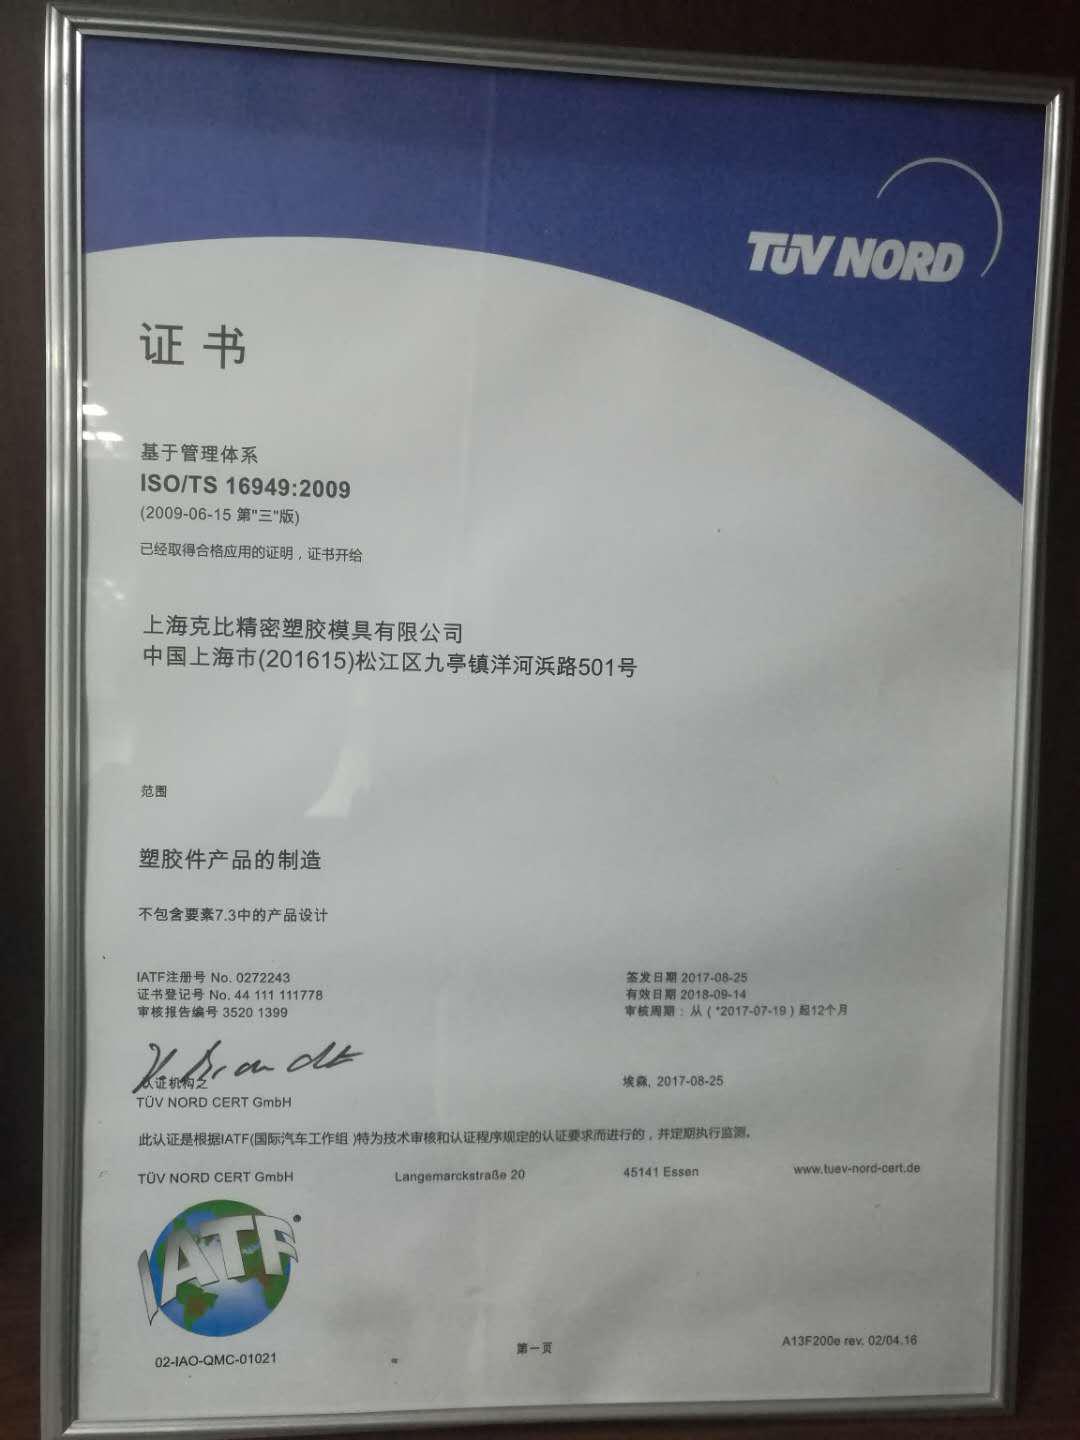 TÜV NORD
证书
基于管理体系
ISO/TS 16949:2009
(2009-06-15 第"三"版)
已经取得合格应用的证明，证书开给
上海克比精密塑胶模具有限公司
中国上海市(201615)松江区九亭镇洋河浜路501号
范围
塑胶件产品的制造
不包含要素7.3中的产品设计
IATF注册号 No. 0272243
证书登记号 No. 44 111 111778
审核报告编号 3520 1399
签发日期 2017-08-25
有效日期 2018-09-14
审核周期：从（*2017-07-19）起12个月
认证机构之
TÜV NORD CERT GmbH
埃森, 2017-08-25
此认证是根据IATF(国际汽车工作组 )特为技术审核和认证程序规定的认证要求而进行的，并定期执行监测。
TÜV NORD CERT GmbH Langemarckstraße 20 45141 Essen www.tuev-nord-cert.de
IATF®
02-IAO-QMC-01021
第一页
A13F200e rev. 02/04.16